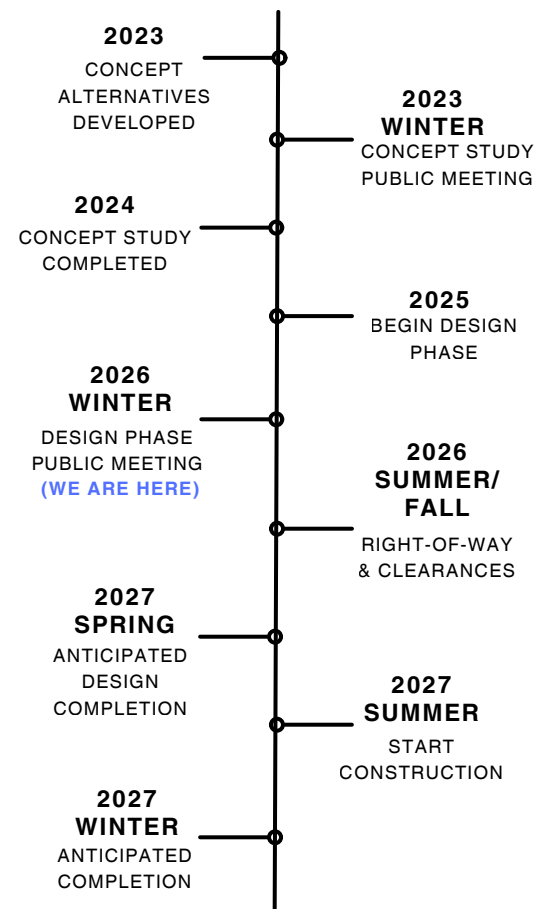 2023
CONCEPT
ALTERNATIVES
DEVELOPED
2023
WINTER
CONCEPT STUDY
PUBLIC MEETING
2024
CONCEPT STUDY
COMPLETED
2025
BEGIN DESIGN
PHASE
2026
WINTER
DESIGN PHASE
PUBLIC MEETING
(WE ARE HERE)
2026
SUMMER/
FALL
RIGHT-OF-WAY
& CLEARANCES
2027
SPRING
ANTICIPATED
DESIGN
COMPLETION
2027
SUMMER
START
CONSTRUCTION
2027
WINTER
ANTICIPATED
COMPLETION